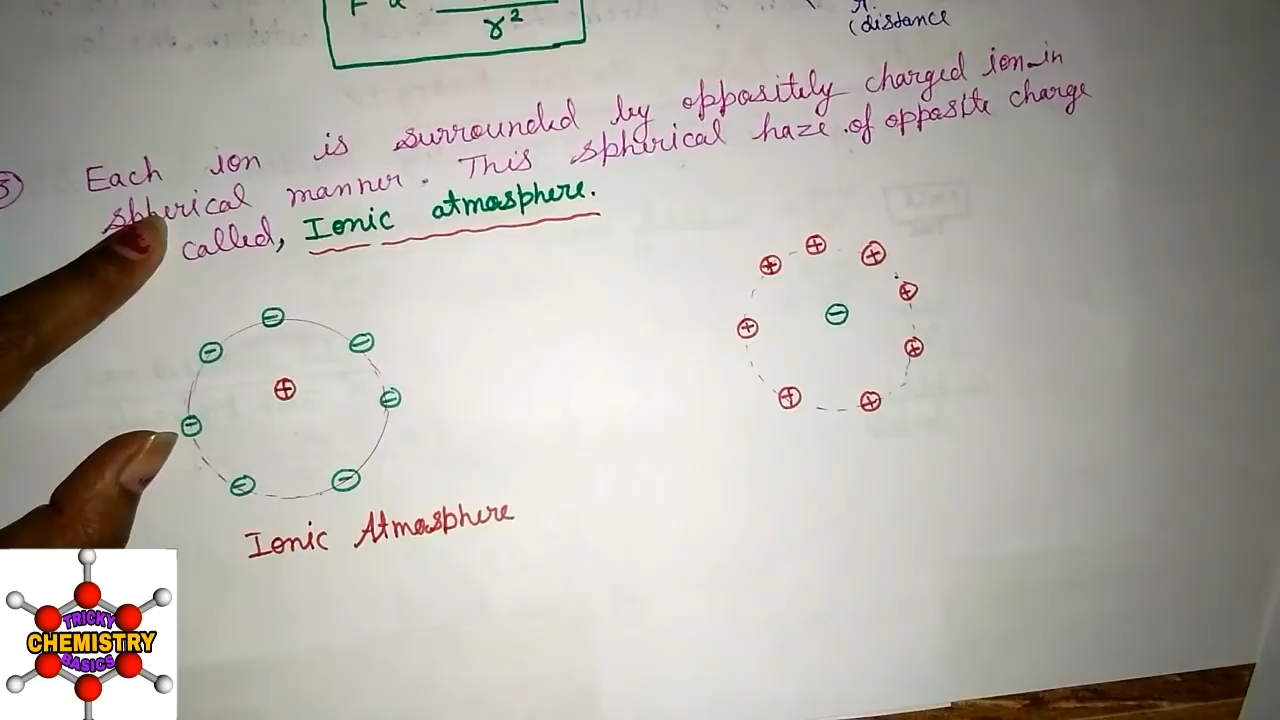 F α
r²
(distance
Each ion is surrounded by oppositely charged ion in
spherical manner. This spherical haze of opposite charge
called, Ionic atmosphere.
Ionic Atmosphere
TRICKY
CHEMISTRY
BASICS